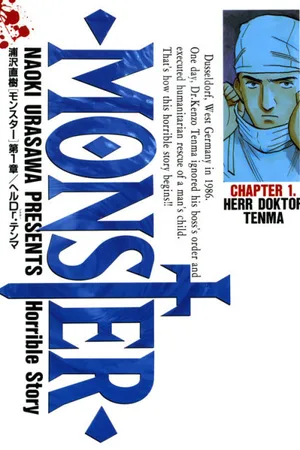 CHAPTER 1.
HERR DOKTOR
TENMA
Dusseldorf, West Germany in 1986.
One day, Dr.Kenzo Tenma ignored his boss's order and
executed humanitarian rescue of a man's child.
That's how this horrible story begins!!
MONSTER
NAOKI URASAWA PRESENTS Horrible Story
浦沢直樹[モンスター]第1章/ヘルDr.テンマ